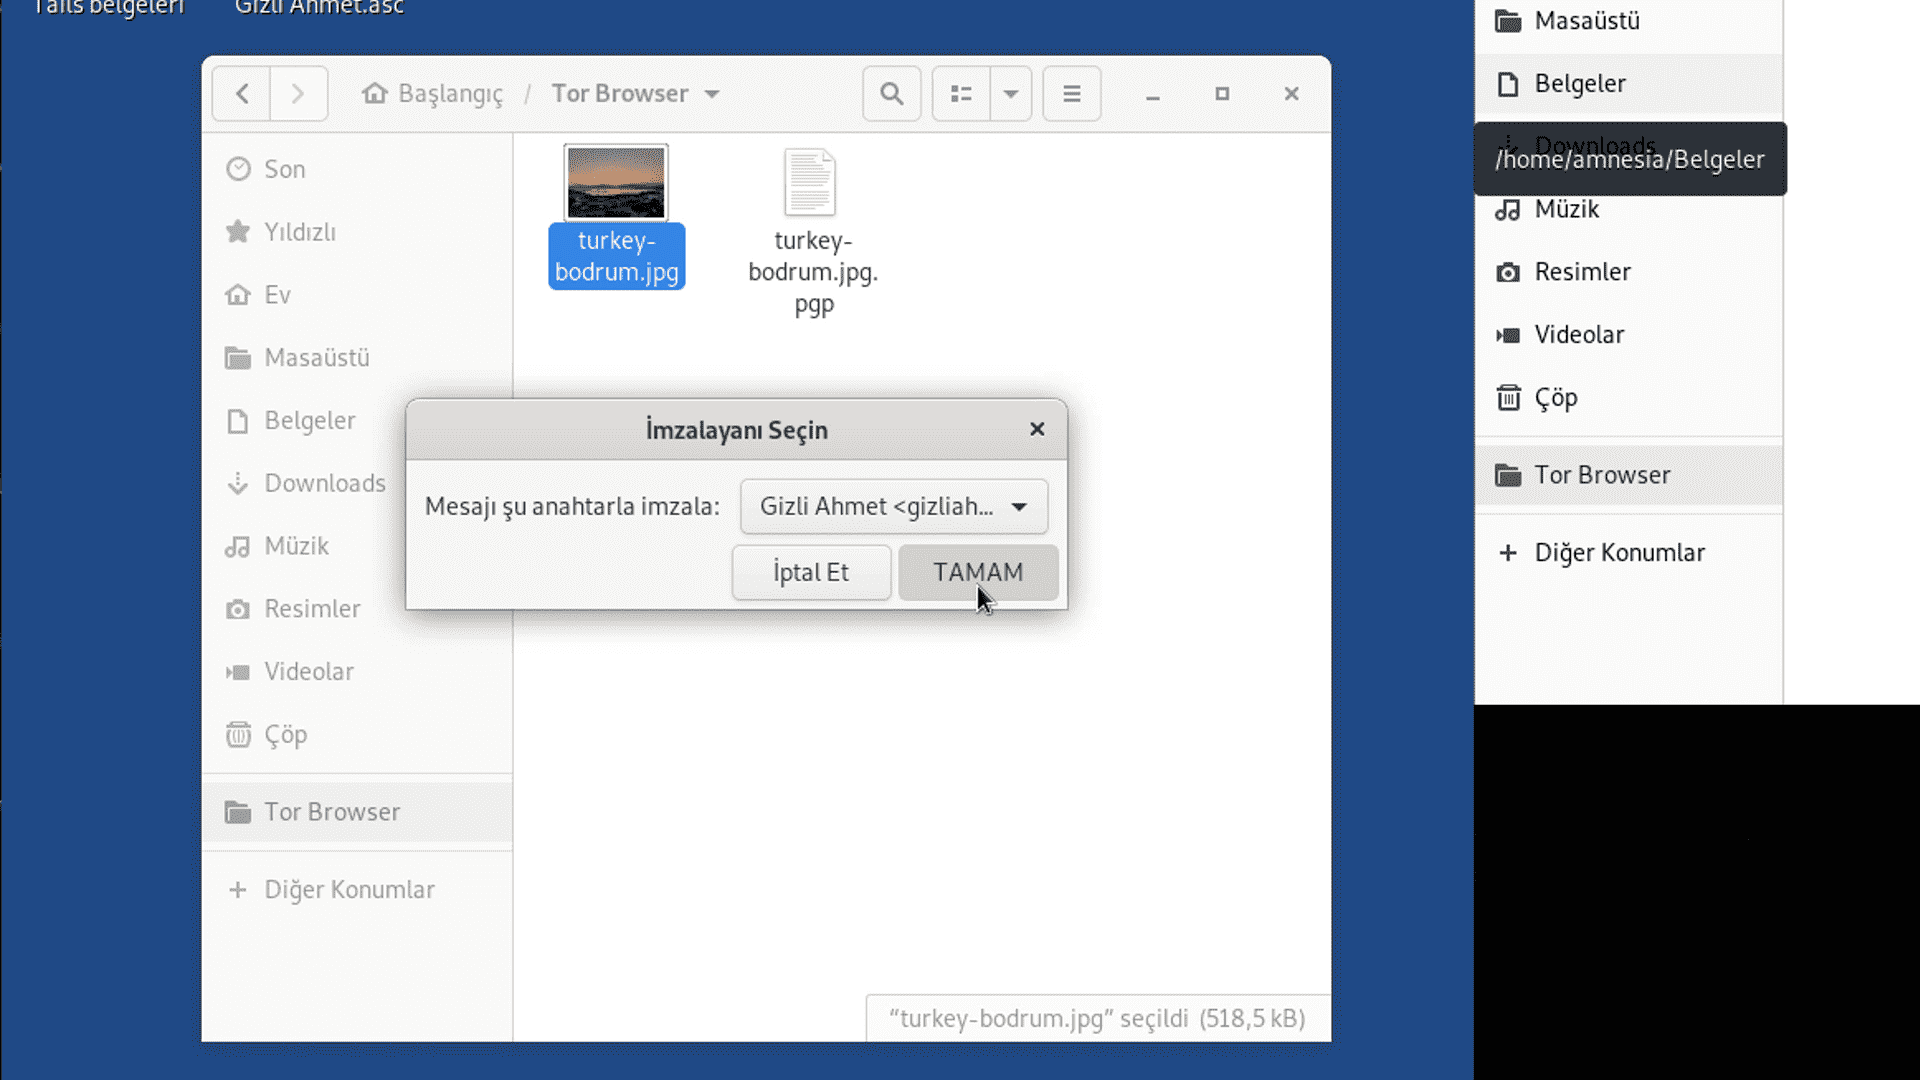 Tails belgeleri
Gizli Ahmet.asc
Başlangıç / Tor Browser
Son
Yıldızlı
Ev
Masaüstü
Belgeler
Downloads
Müzik
Resimler
Videolar
Çöp
Tor Browser
Diğer Konumlar
turkey-
bodrum.jpg
turkey-
bodrum.jpg.
pgp
İmzalayanı Seçin
Mesajı şu anahtarla imzala:
Gizli Ahmet <gizliah...
İptal Et
TAMAM
“turkey-bodrum.jpg” seçildi (518,5 kB)
Masaüstü
Belgeler
Downloads
/home/amnesia/Belgeler
Müzik
Resimler
Videolar
Çöp
Tor Browser
Diğer Konumlar